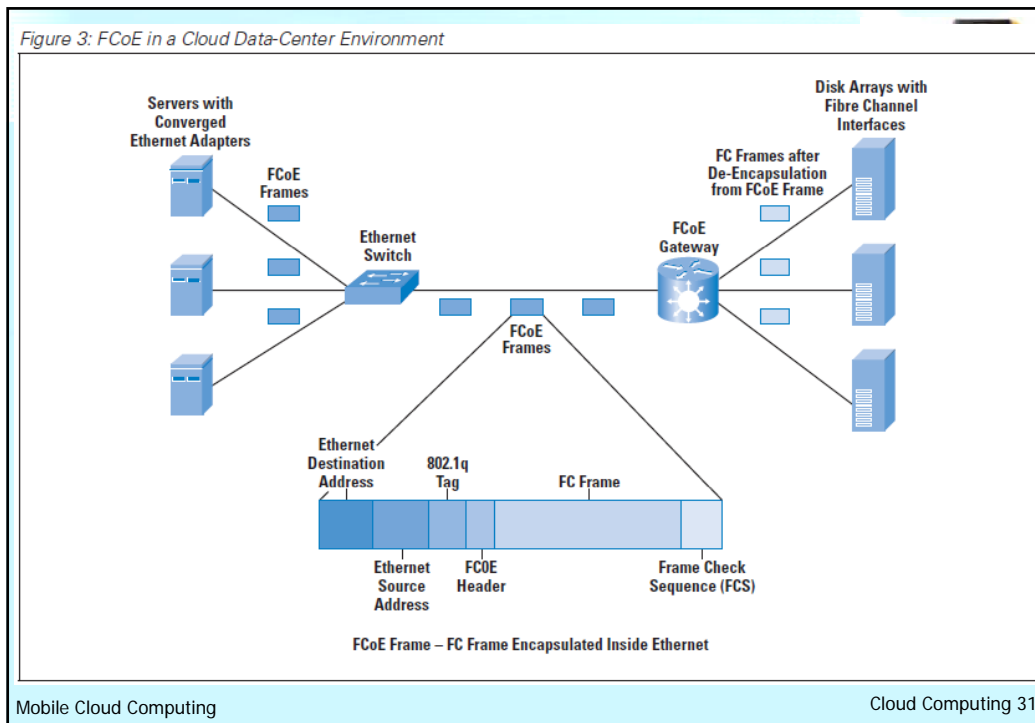 Figure 3: FCoE in a Cloud Data-Center Environment
Servers with
Converged
Ethernet Adapters
FCoE
Frames
Ethernet
Switch
FCoE
Frames
FCoE
Gateway
FC Frames after
De-Encapsulation
from FCoE Frame
Disk Arrays with
Fibre Channel
Interfaces
Ethernet
Destination
Address
802.1q
Tag
FC Frame
Ethernet
Source
Address
FC0E
Header
Frame Check
Sequence (FCS)
FCoE Frame – FC Frame Encapsulated Inside Ethernet
Mobile Cloud Computing
Cloud Computing 31